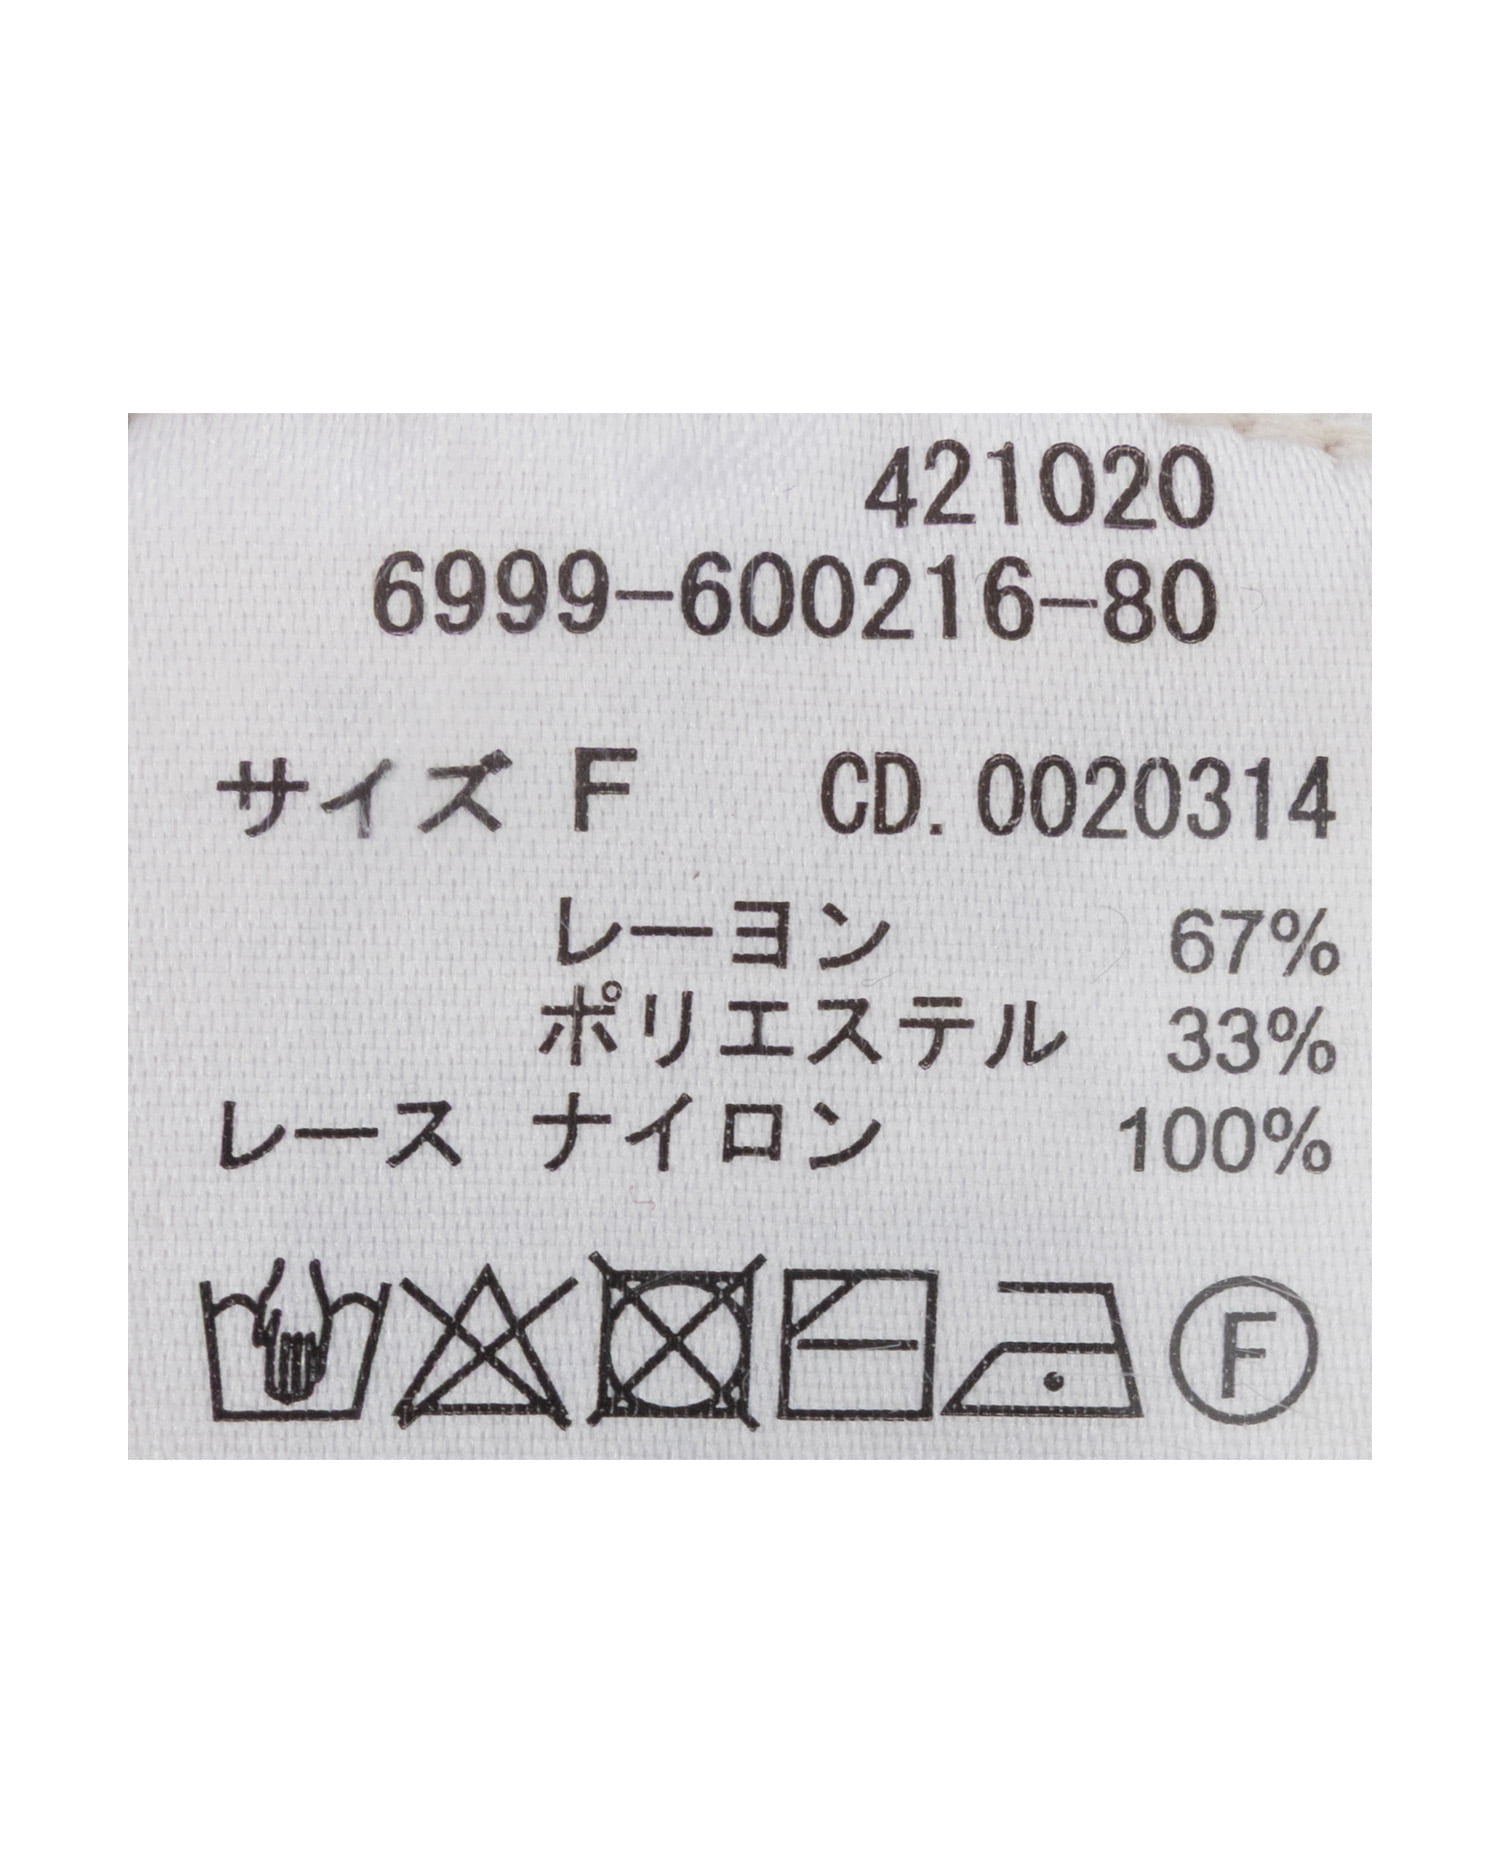 421020
6999-600216-80
サイズ F CD. 0020314
レーヨン 67%
ポリエステル 33%
レース ナイロン 100%
F